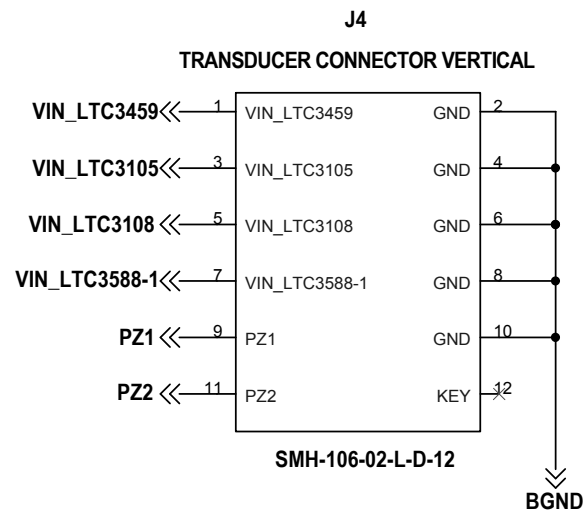 J4
TRANSDUCER CONNECTOR VERTICAL
VIN_LTC3459 1 VIN_LTC3459 GND 2
VIN_LTC3105 3 VIN_LTC3105 GND 4
VIN_LTC3108 5 VIN_LTC3108 GND 6
VIN_LTC3588-1 7 VIN_LTC3588-1 GND 8
PZ1 9 PZ1 GND 10
PZ2 11 PZ2 KEY 12
SMH-106-02-L-D-12
BGND